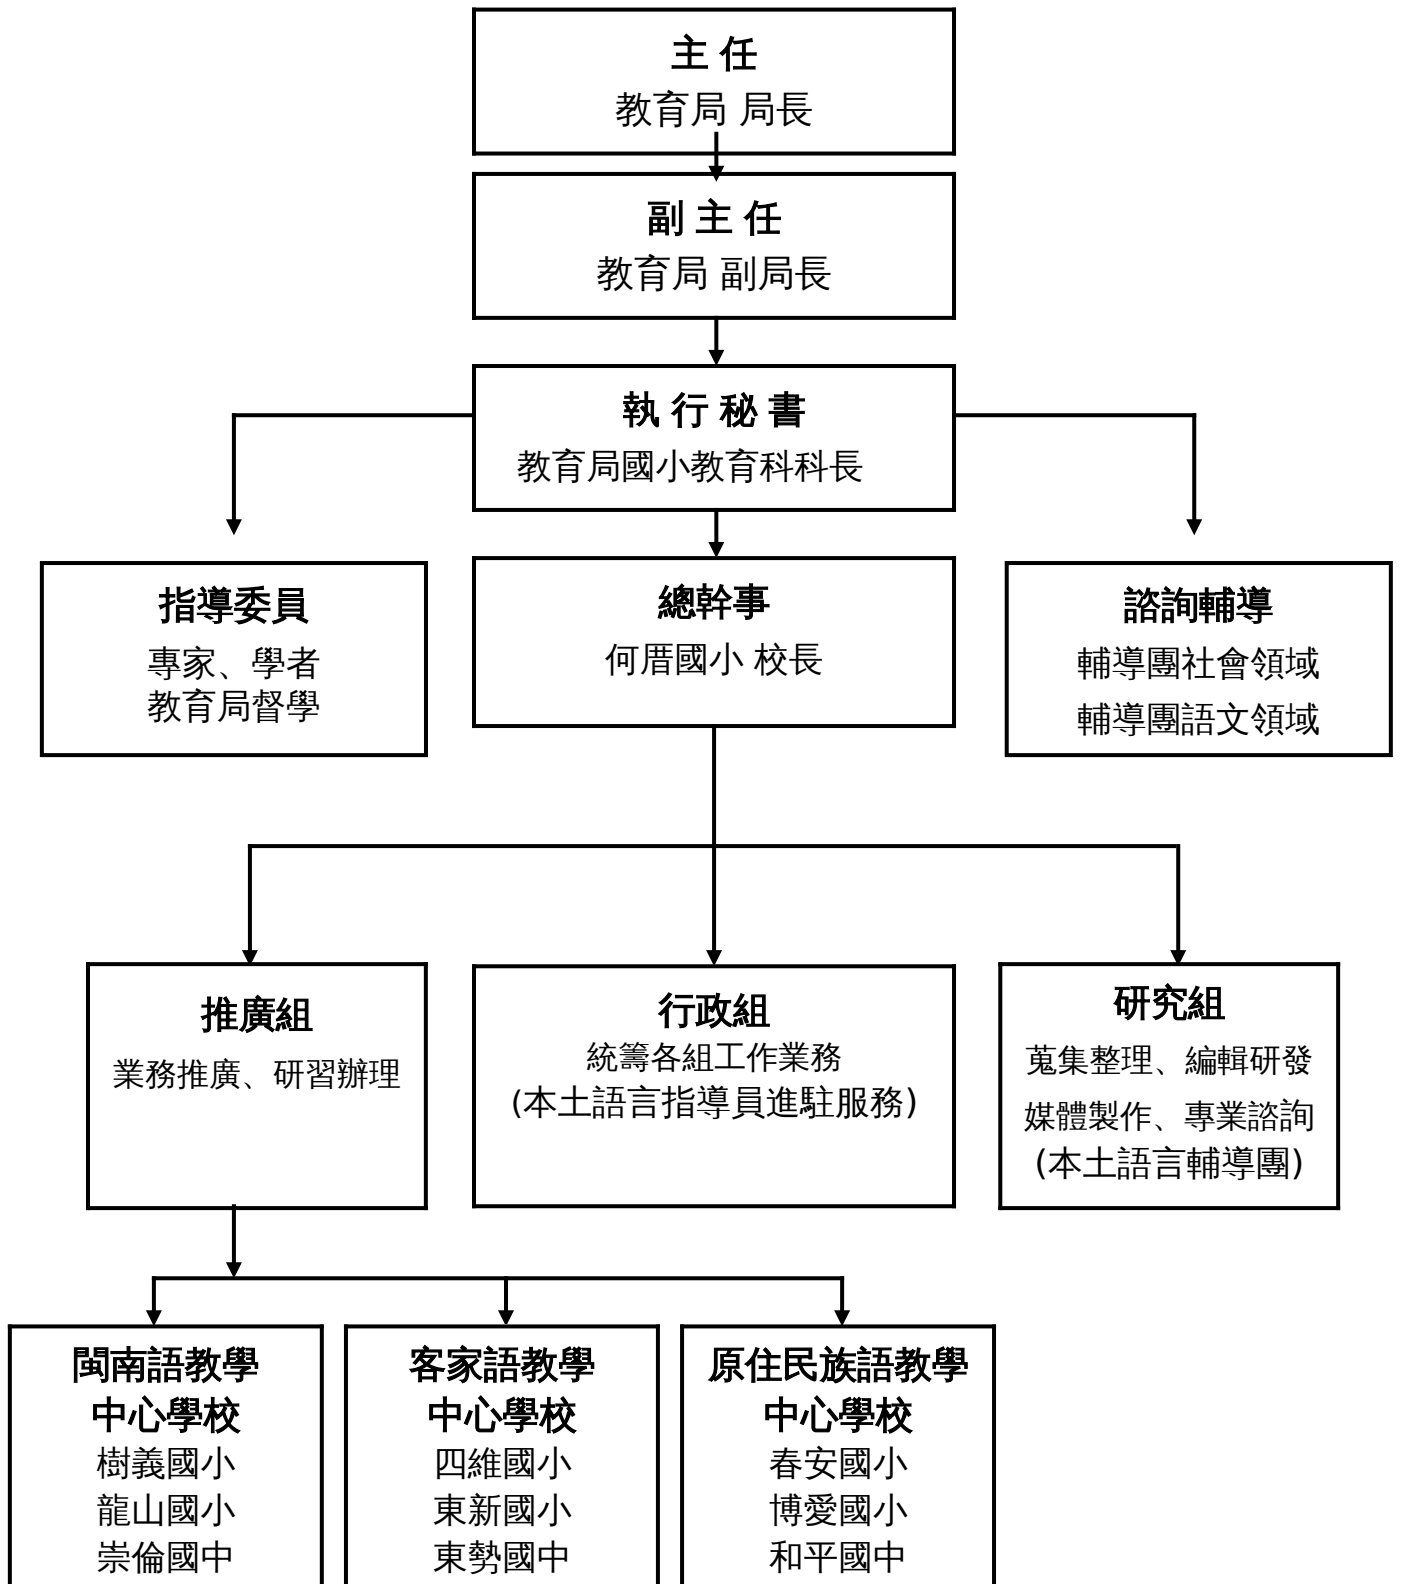 主 任
教育局 局長
副 主 任
教育局 副局長
執 行 秘 書
教育局國小教育科科長
指導委員
專家、學者
教育局督學
總幹事
何厝國小 校長
諮詢輔導
輔導團社會領域
輔導團語文領域
推廣組
業務推廣、研習辦理
行政組
統籌各組工作業務
(本土語言指導員進駐服務)
研究組
蒐集整理、編輯研發
媒體製作、專業諮詢
(本土語言輔導團)
閩南語教學
中心學校
樹義國小
龍山國小
崇倫國中
客家語教學
中心學校
四維國小
東新國小
東勢國中
原住民族語教學
中心學校
春安國小
博愛國小
和平國中